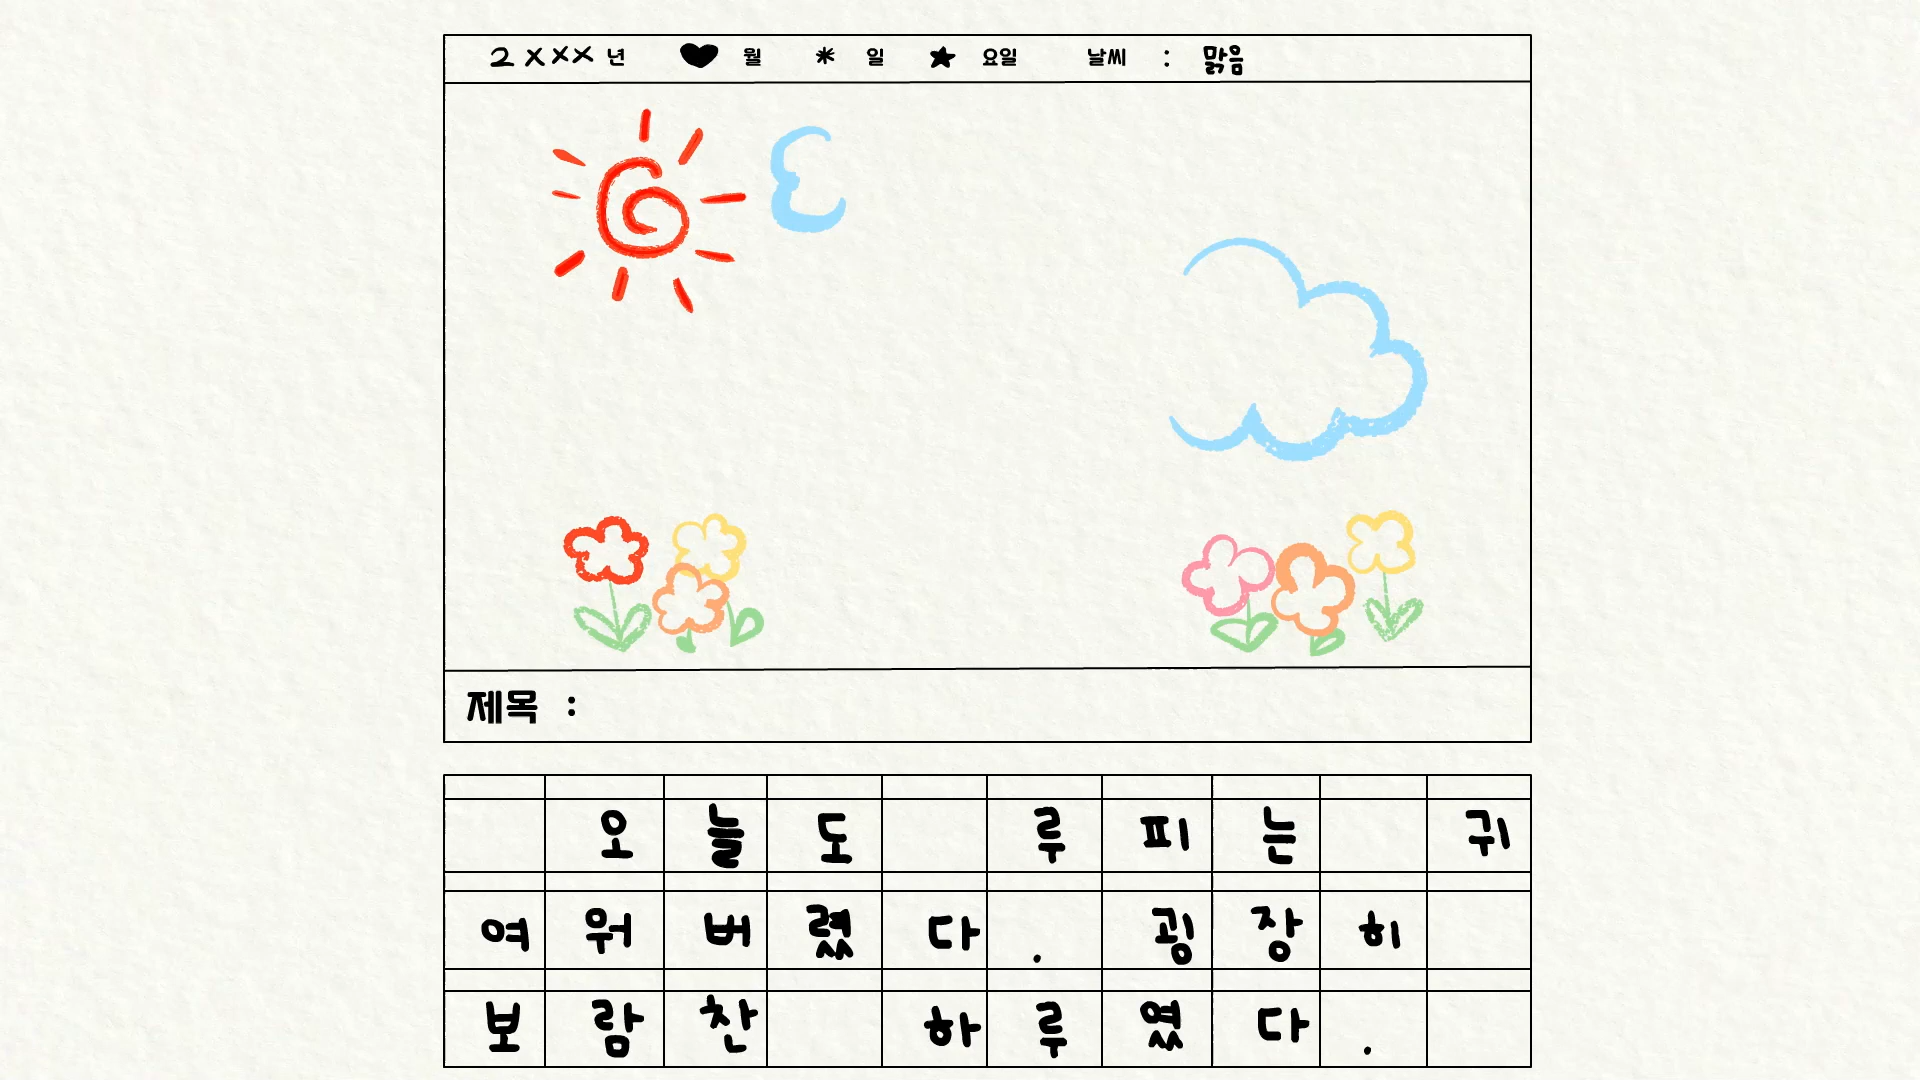 2×××년 ♥월 *일 ★요일 날씨 : 맑음
제목 :
오늘도 루피는 귀
여워버렸다. 굉장히
보람찬 하루였다.